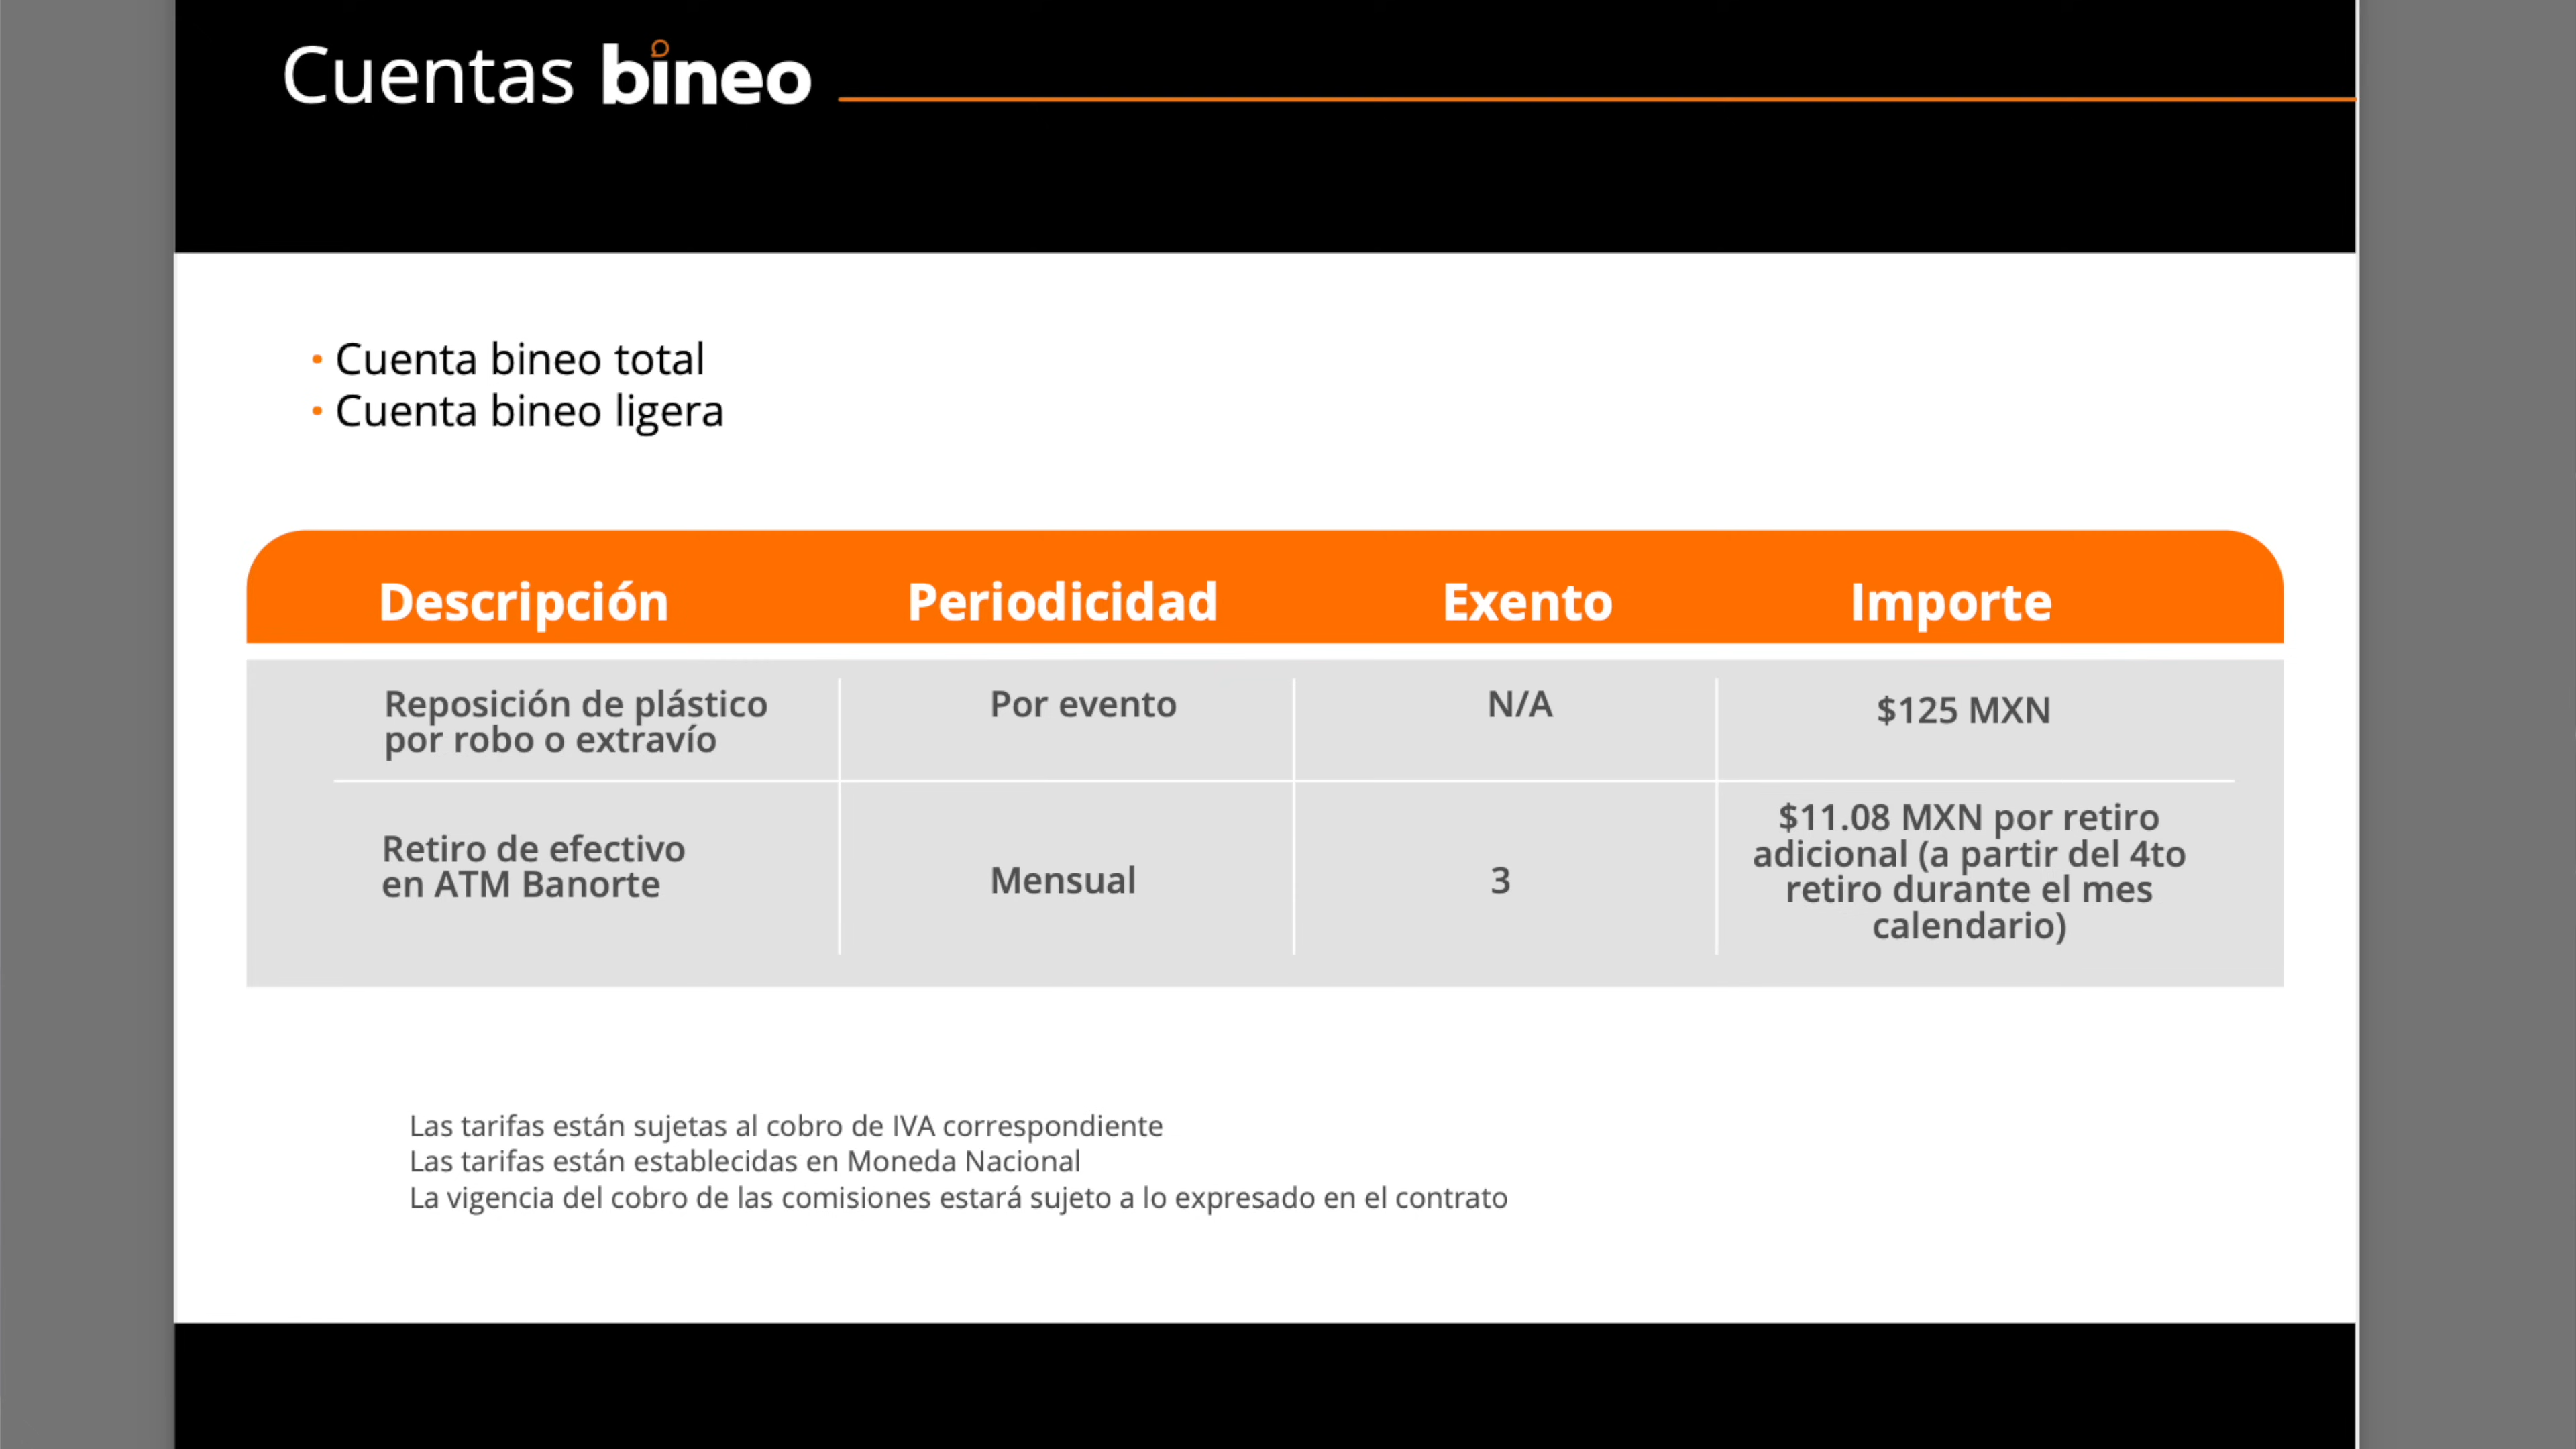 Cuentas bineo
• Cuenta bineo total
• Cuenta bineo ligera
Descripción Periodicidad Exento Importe
Reposición de plástico
por robo o extravío
Por evento
N/A
$125 MXN
Retiro de efectivo
en ATM Banorte
Mensual
3
$11.08 MXN por retiro
adicional (a partir del 4to
retiro durante el mes
calendario)
Las tarifas están sujetas al cobro de IVA correspondiente
Las tarifas están establecidas en Moneda Nacional
La vigencia del cobro de las comisiones estará sujeto a lo expresado en el contrato